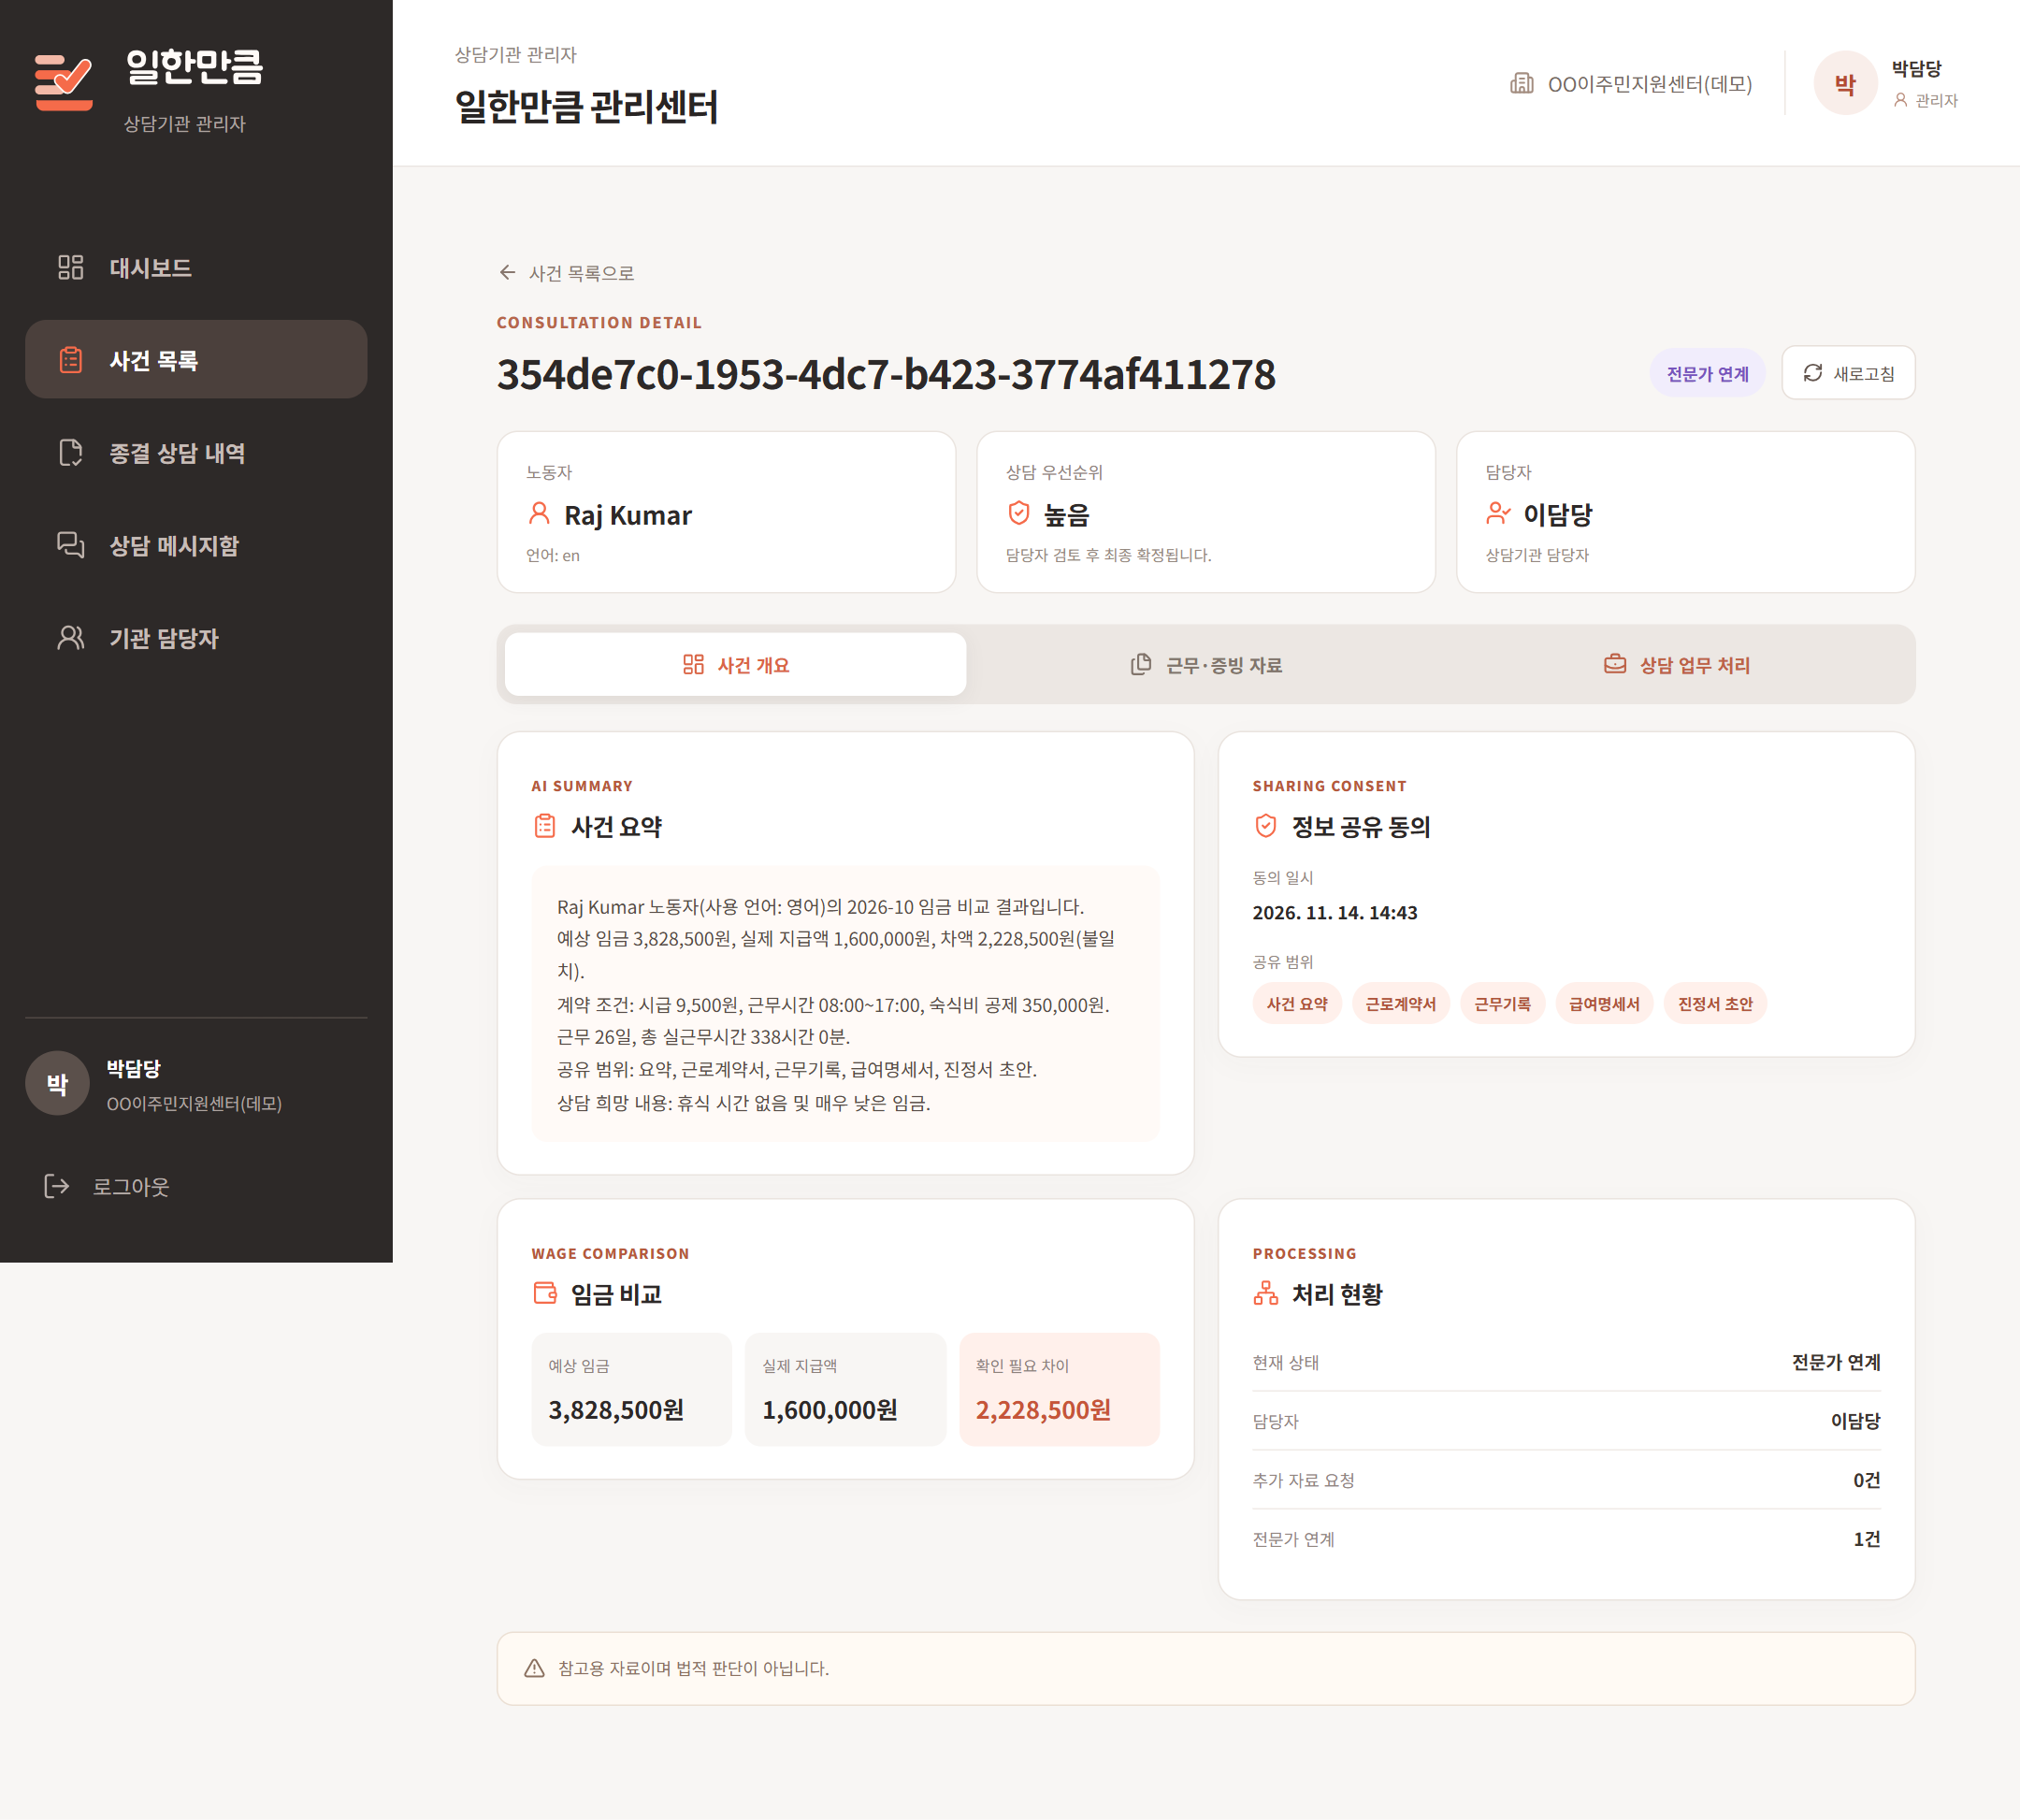 일한만큼
상담기관 관리자
대시보드
사건 목록
종결 상담 내역
상담 메시지함
기관 담당자
박
박담당
OO이주민지원센터(데모)
로그아웃
상담기관 관리자
일한만큼 관리센터
OO이주민지원센터(데모)
박
박담당
관리자
사건 목록으로
CONSULTATION DETAIL
354de7c0-1953-4dc7-b423-3774af411278
전문가 연계
새로고침
노동자
Raj Kumar
언어: en
상담 우선순위
높음
담당자 검토 후 최종 확정됩니다.
담당자
이담당
상담기관 담당자
사건 개요
근무·증빙 자료
상담 업무 처리
AI SUMMARY
사건 요약
Raj Kumar 노동자(사용 언어: 영어)의 2026-10 임금 비교 결과입니다.
예상 임금 3,828,500원, 실제 지급액 1,600,000원, 차액 2,228,500원(불일
치).
계약 조건: 시급 9,500원, 근무시간 08:00~17:00, 숙식비 공제 350,000원.
근무 26일, 총 실근무시간 338시간 0분.
공유 범위: 요약, 근로계약서, 근무기록, 급여명세서, 진정서 초안.
상담 희망 내용: 휴식 시간 없음 및 매우 낮은 임금.
SHARING CONSENT
정보 공유 동의
동의 일시
2026. 11. 14. 14:43
공유 범위
사건 요약
근로계약서
근무기록
급여명세서
진정서 초안
WAGE COMPARISON
임금 비교
예상 임금
3,828,500원
실제 지급액
1,600,000원
확인 필요 차이
2,228,500원
PROCESSING
처리 현황
현재 상태
전문가 연계
담당자
이담당
추가 자료 요청
0건
전문가 연계
1건
참고용 자료이며 법적 판단이 아닙니다.